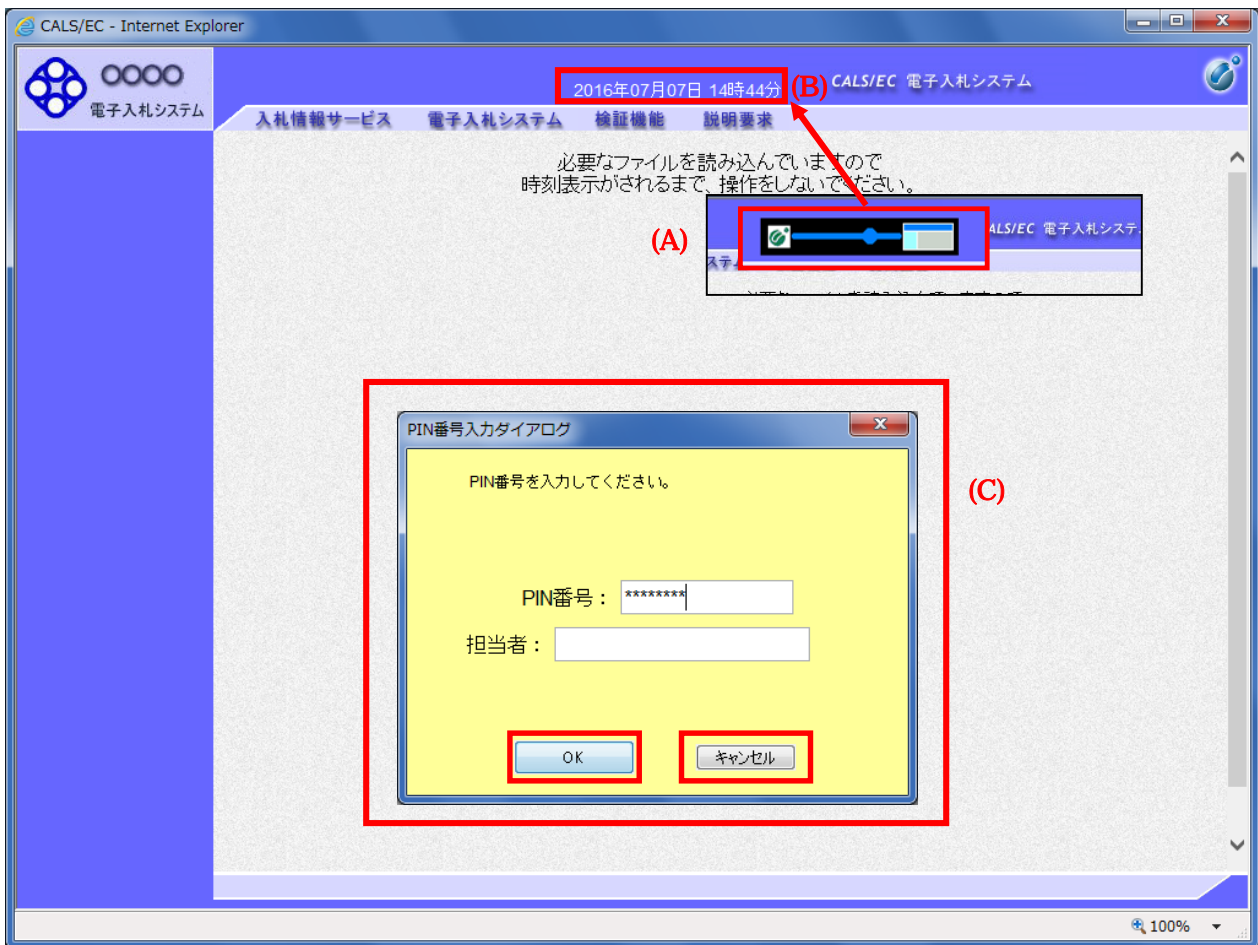 CALS/EC - Internet Explorer
○○○○
電子入札システム
2016年07月07日 14時44分
(B)
CALS/EC 電子入札システム
入札情報サービス 電子入札システム 検証機能 説明要求
必要なファイルを読み込んでいますので
時刻表示がされるまで、操作をしないでください。
(A)
ALS/EC 電子入札システ
ステ
PIN番号入力ダイアログ
PIN番号を入力してください。
(C)
PIN番号： ********
担当者：
OK
キャンセル
100%